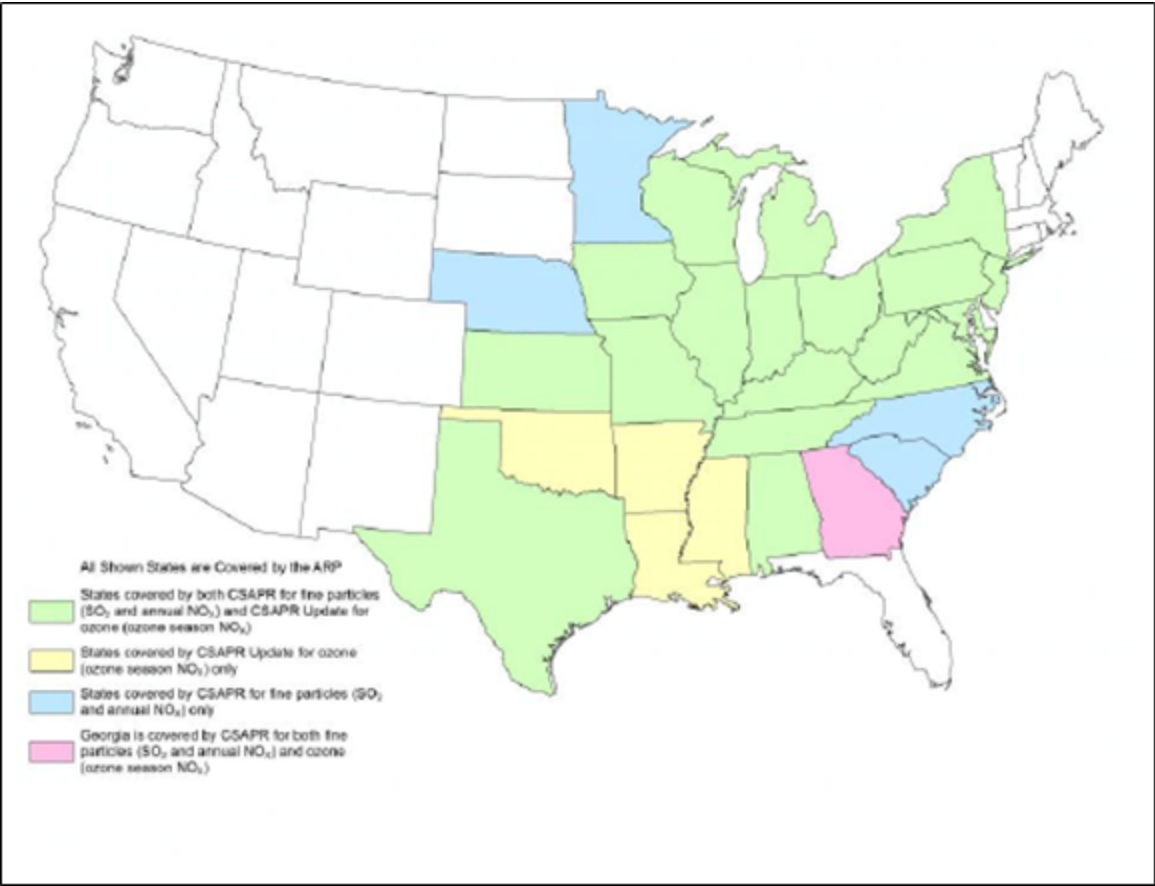 All Shown States are Covered by the ARP
States covered by both CSAPR for fine particles
(SO₂ and annual NOₓ) and CSAPR Update for
ozone (ozone season NOₓ)
States covered by CSAPR Update for ozone
(ozone season NOₓ) only
States covered by CSAPR for fine particles (SO₂
and annual NOₓ) only
Georgia is covered by CSAPR for both fine
particles (SO₂ and annual NOₓ) and ozone
(ozone season NOₓ)